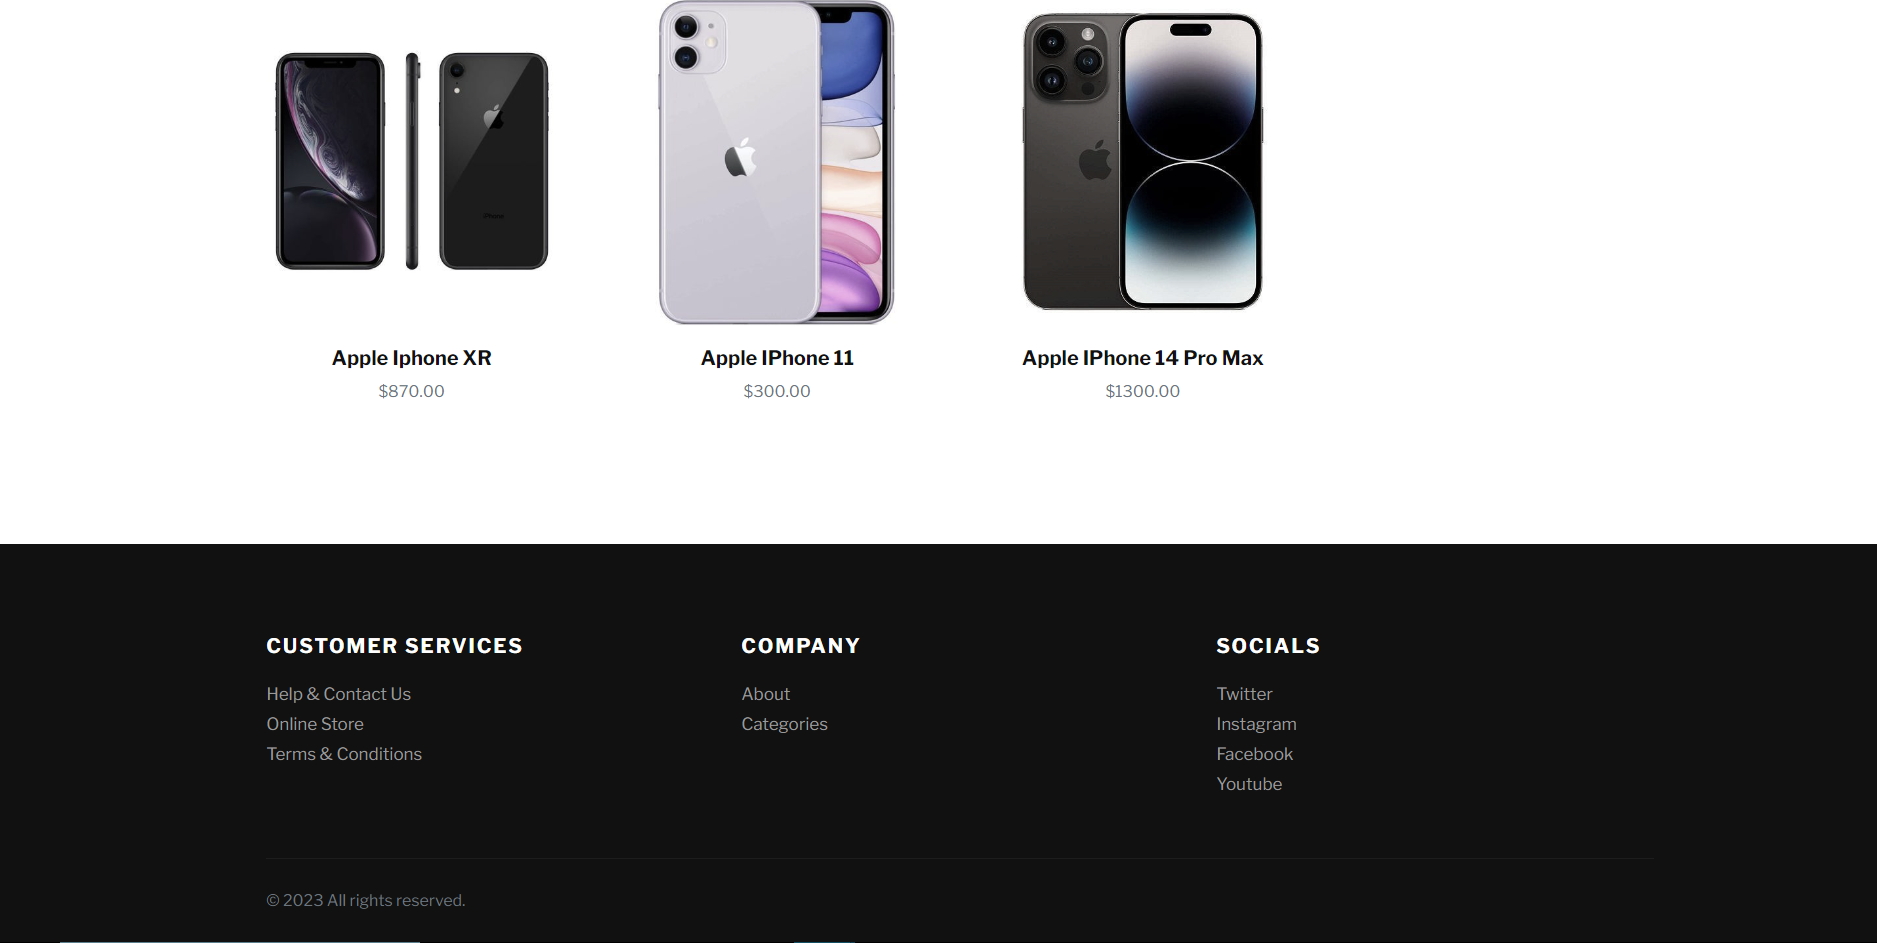 iPhone
Apple Iphone XR
$870.00
Apple IPhone 11
$300.00
Apple IPhone 14 Pro Max
$1300.00
CUSTOMER SERVICES
Help & Contact Us
Online Store
Terms & Conditions
COMPANY
About
Categories
SOCIALS
Twitter
Instagram
Facebook
Youtube
© 2023 All rights reserved.